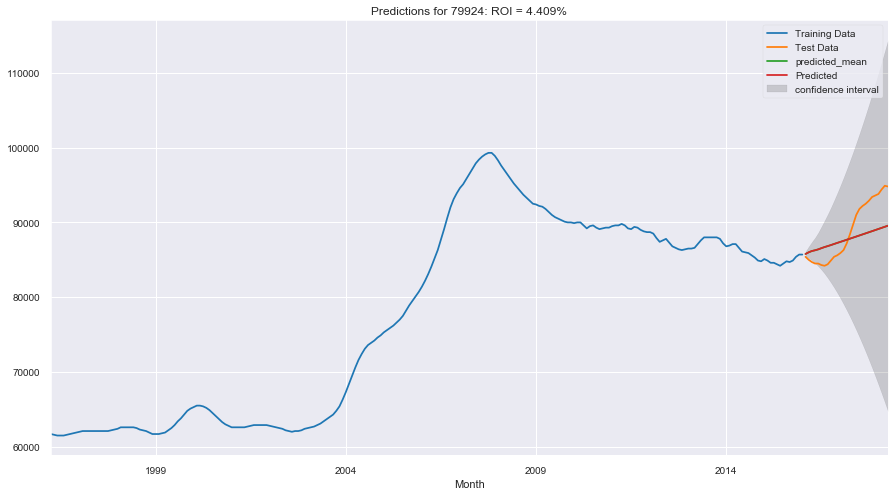 Predictions for 79924: ROI = 4.409%
Training Data
Test Data
predicted_mean
Predicted
confidence interval
110000
100000
90000
80000
70000
60000
1999
2004
2009
2014
Month